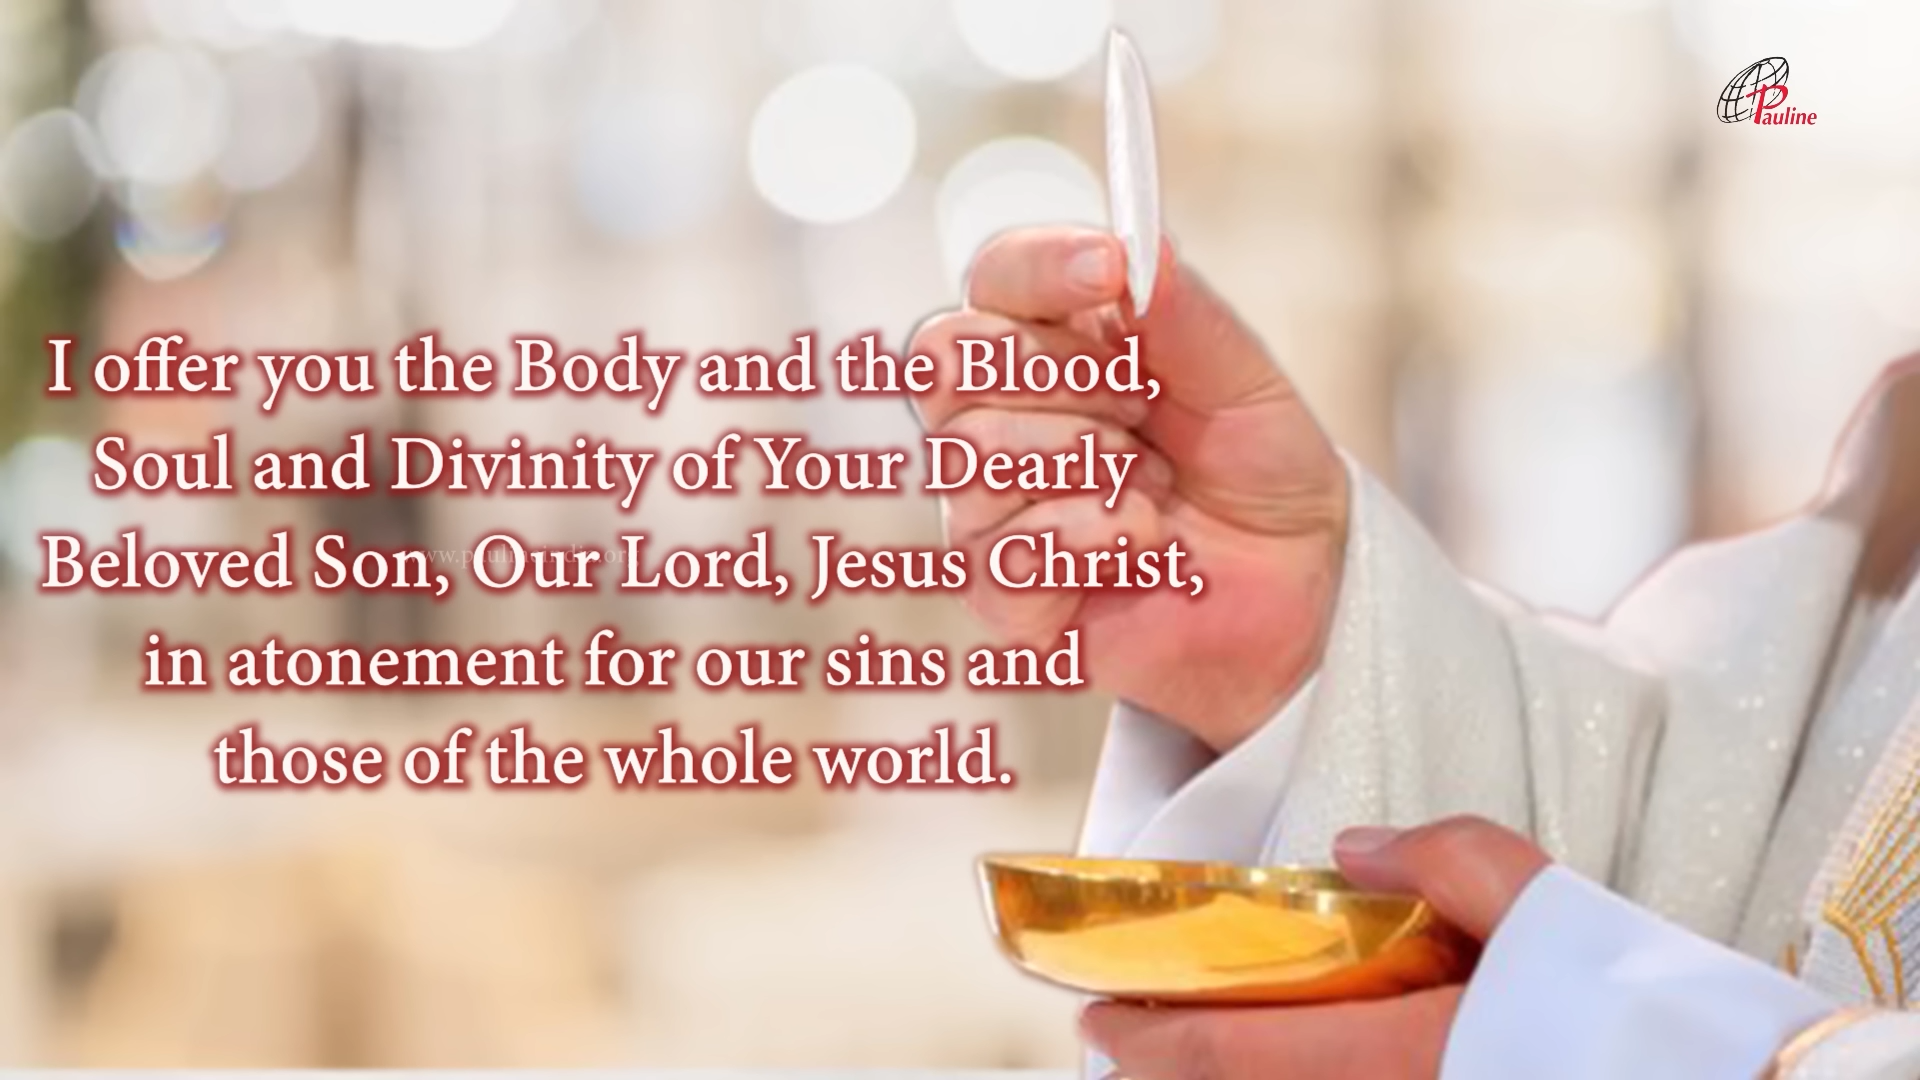 Pauline
I offer you the Body and the Blood,
Soul and Divinity of Your Dearly
Beloved Son, Our Lord, Jesus Christ,
in atonement for our sins and
those of the whole world.